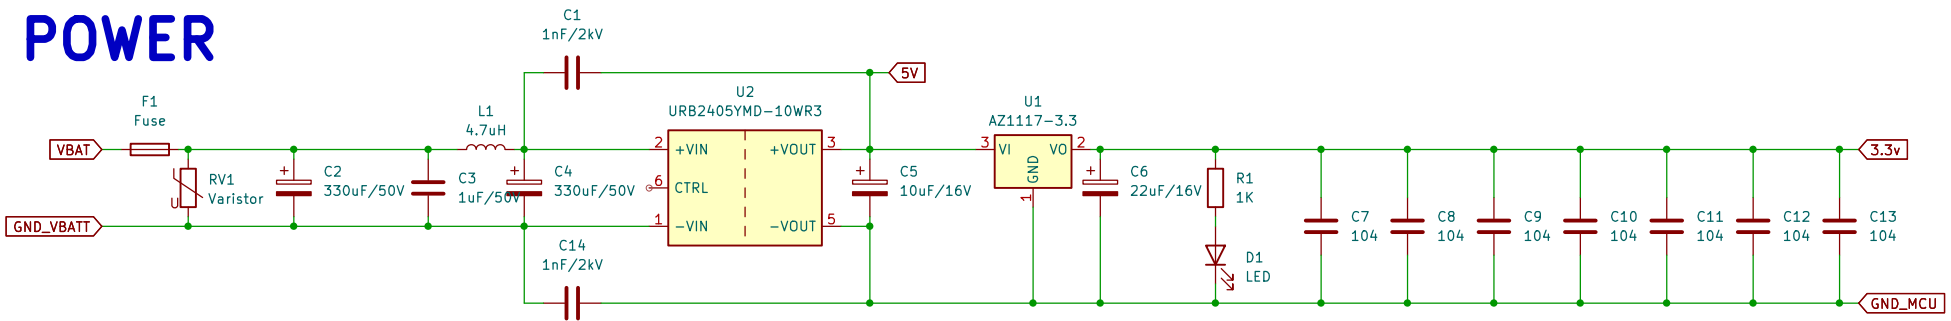 POWER
C1
1nF/2kV
5V
F1
Fuse
L1
4.7uH
U2
URB2405YMD-10WR3
U1
AZ1117-3.3
VBAT
2
+VIN
+VOUT
3
3
VI
VO
2
3.3v
GND
1
RV1
Varistor
U
+
C2
330uF/50V
C3
1uF/50V
+
C4
330uF/50V
6
CTRL
+
C5
10uF/16V
+
C6
22uF/16V
R1
1K
GND_VBATT
1
-VIN
-VOUT
5
C7
104
C8
104
C9
104
C10
104
C11
104
C12
104
C13
104
C14
1nF/2kV
D1
LED
GND_MCU